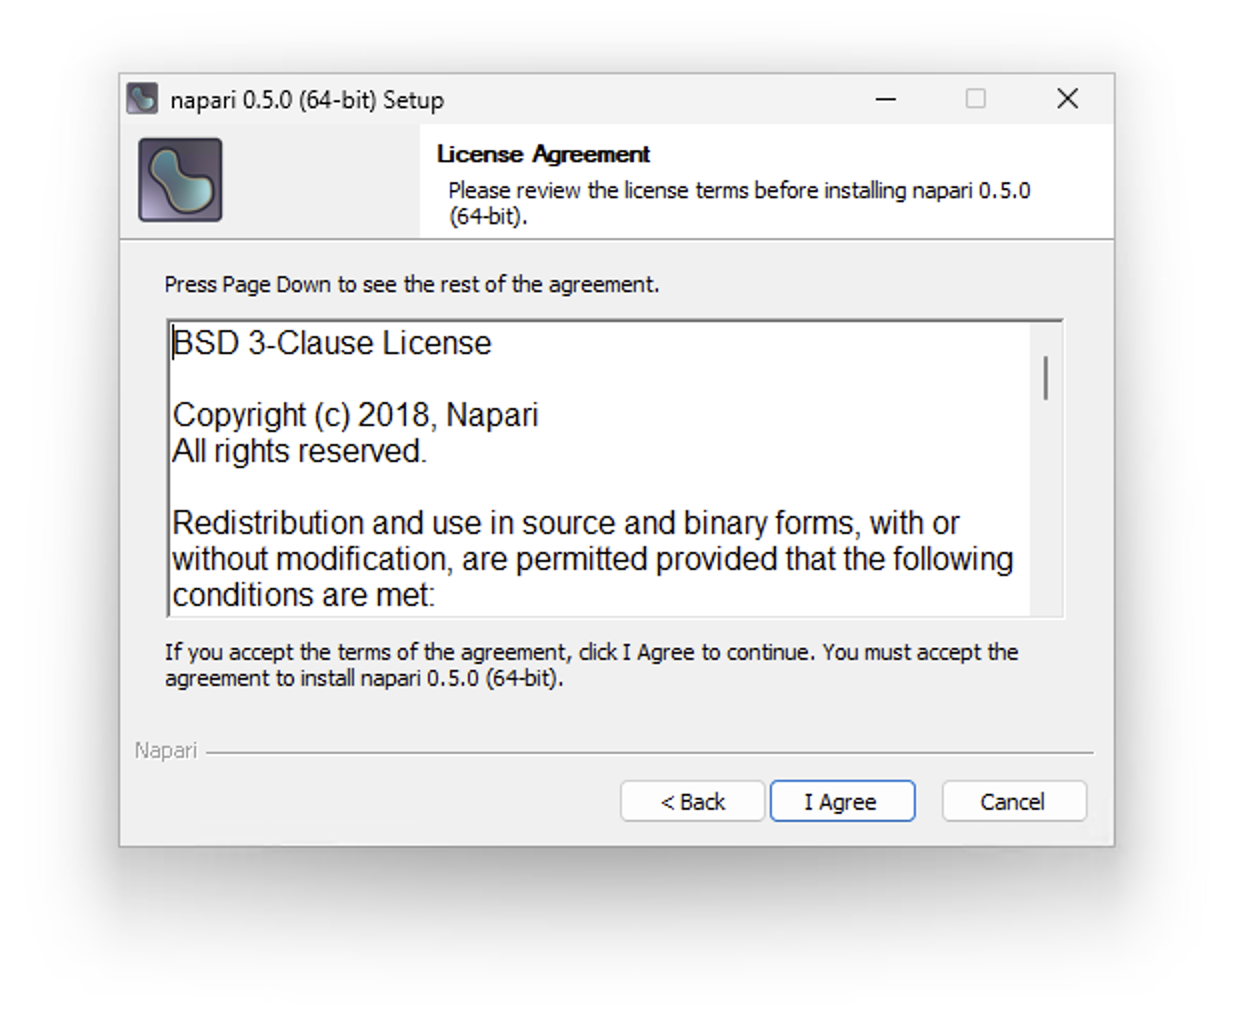 napari 0.5.0 (64-bit) Setup
License Agreement
Please review the license terms before installing napari 0.5.0
(64-bit).
Press Page Down to see the rest of the agreement.
BSD 3-Clause License
Copyright (c) 2018, Napari
All rights reserved.
Redistribution and use in source and binary forms, with or
without modification, are permitted provided that the following
conditions are met:
If you accept the terms of the agreement, click I Agree to continue. You must accept the
agreement to install napari 0.5.0 (64-bit).
Napari
< Back
I Agree
Cancel